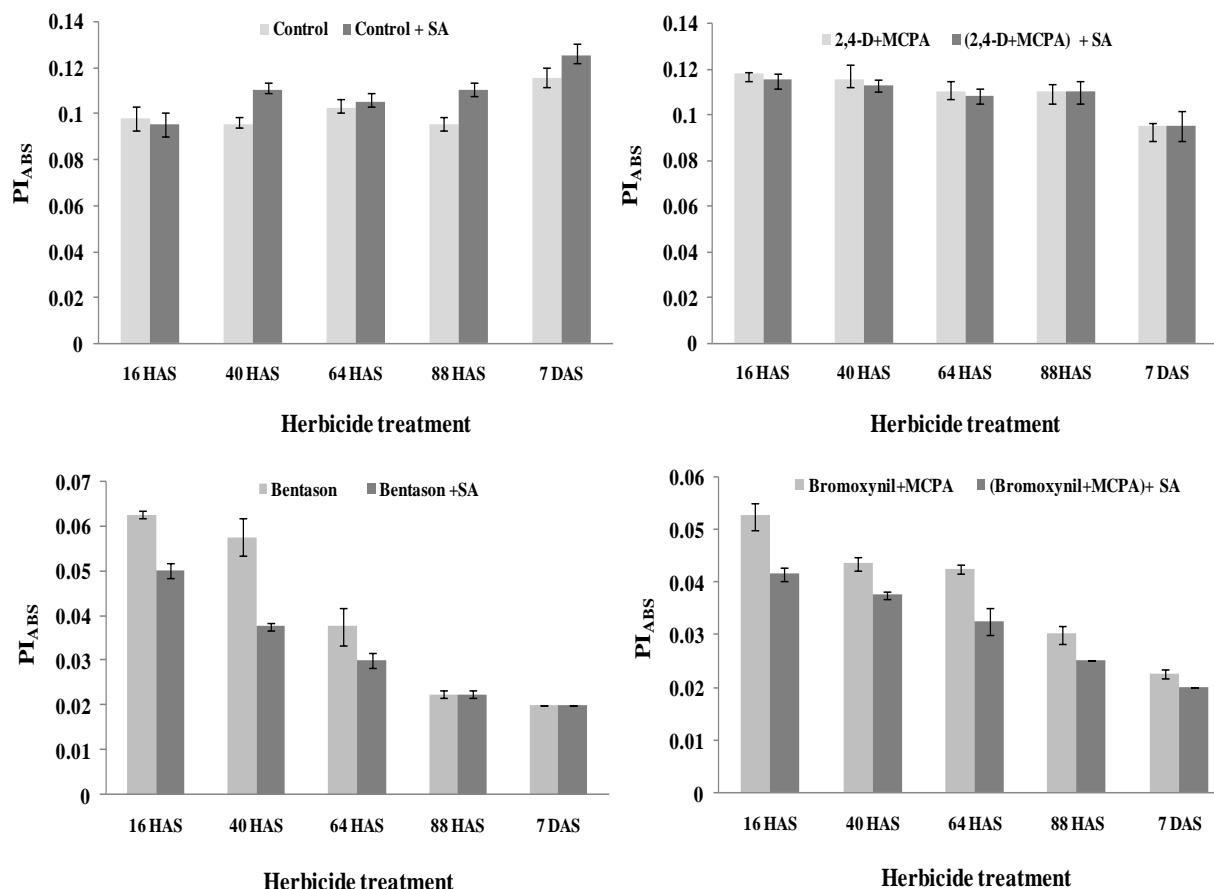 Control Control + SA
0.14
0.12
0.1
0.08
0.06
0.04
0.02
0
PIABS
16 HAS 40 HAS 64 HAS 88 HAS 7 DAS
Herbicide treatment
2,4-D+MCPA (2,4-D+MCPA) + SA
0.14
0.12
0.1
0.08
0.06
0.04
0.02
0
PIABS
16 HAS 40 HAS 64 HAS 88HAS 7 DAS
Herbicide treatment
Bentason Bentason +SA
0.07
0.06
0.05
0.04
0.03
0.02
0.01
0
PIABS
16 HAS 40 HAS 64 HAS 88 HAS 7 DAS
Herbicide treatment
Bromoxynil+MCPA (Bromoxynil+MCPA)+ SA
0.06
0.05
0.04
0.03
0.02
0.01
0
PIABS
16 HAS 40 HAS 64 HAS 88 HAS 7 DAS
Herbicide treatment